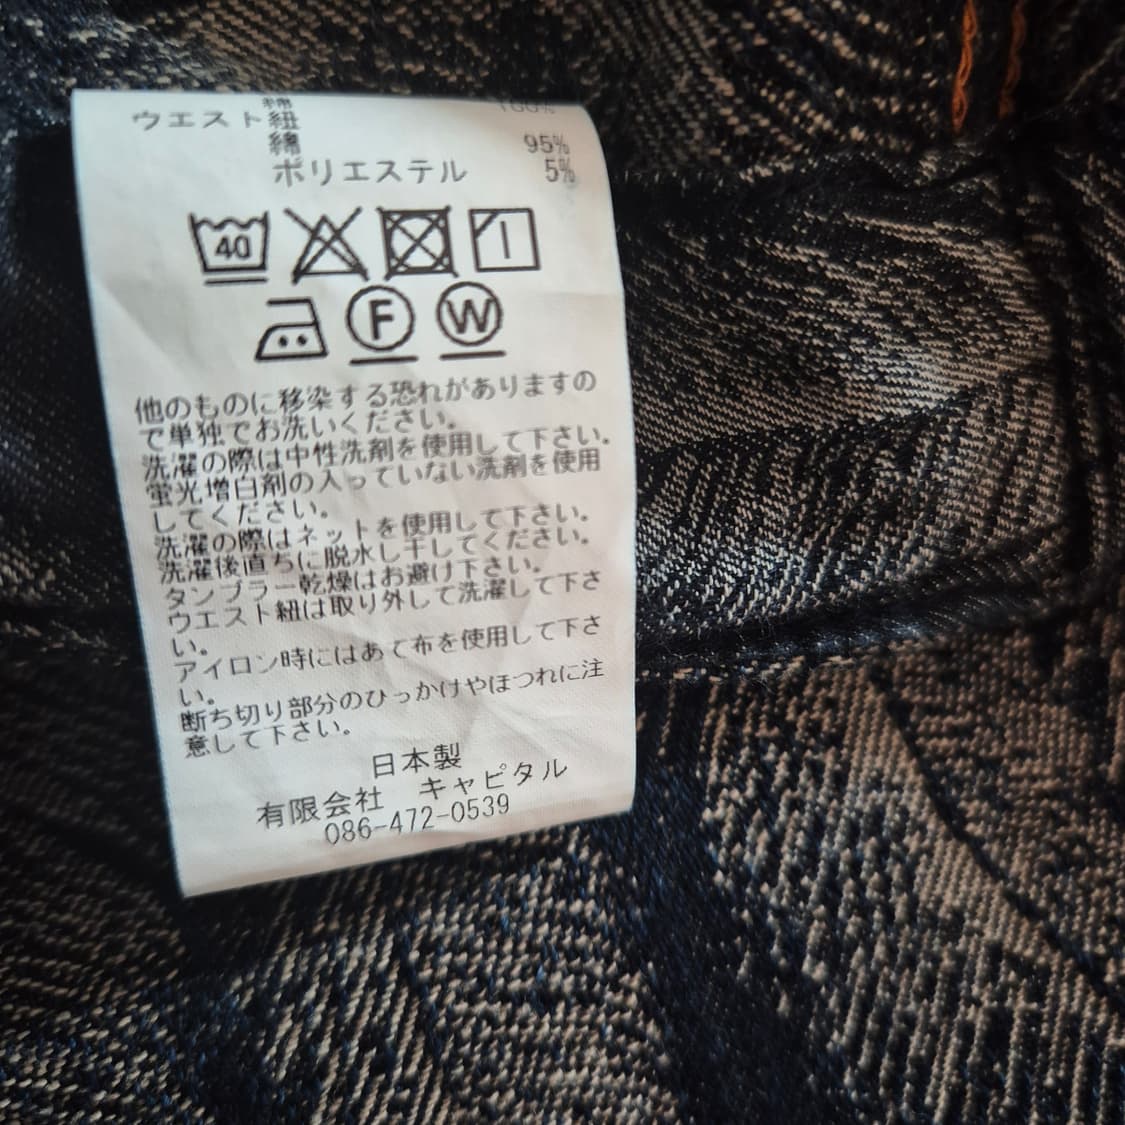 綿 100%
ウエスト紐
綿 95%
ポリエステル 5%
40
F W
他のものに移染する恐れがありますの
で単独でお洗いください。
洗濯の際は中性洗剤を使用して下さい。
蛍光増白剤の入っていない洗剤を使用
してください。
洗濯の際はネットを使用して下さい。
洗濯後直ちに脱水し干してください。
タンブラー乾燥はお避け下さい。
ウエスト紐は取り外して洗濯して下さ
い。
アイロン時にはあて布を使用して下さ
い。
断ち切り部分のひっかけやほつれに注
意して下さい。
日本製
有限会社 キャピタル
086-472-0539